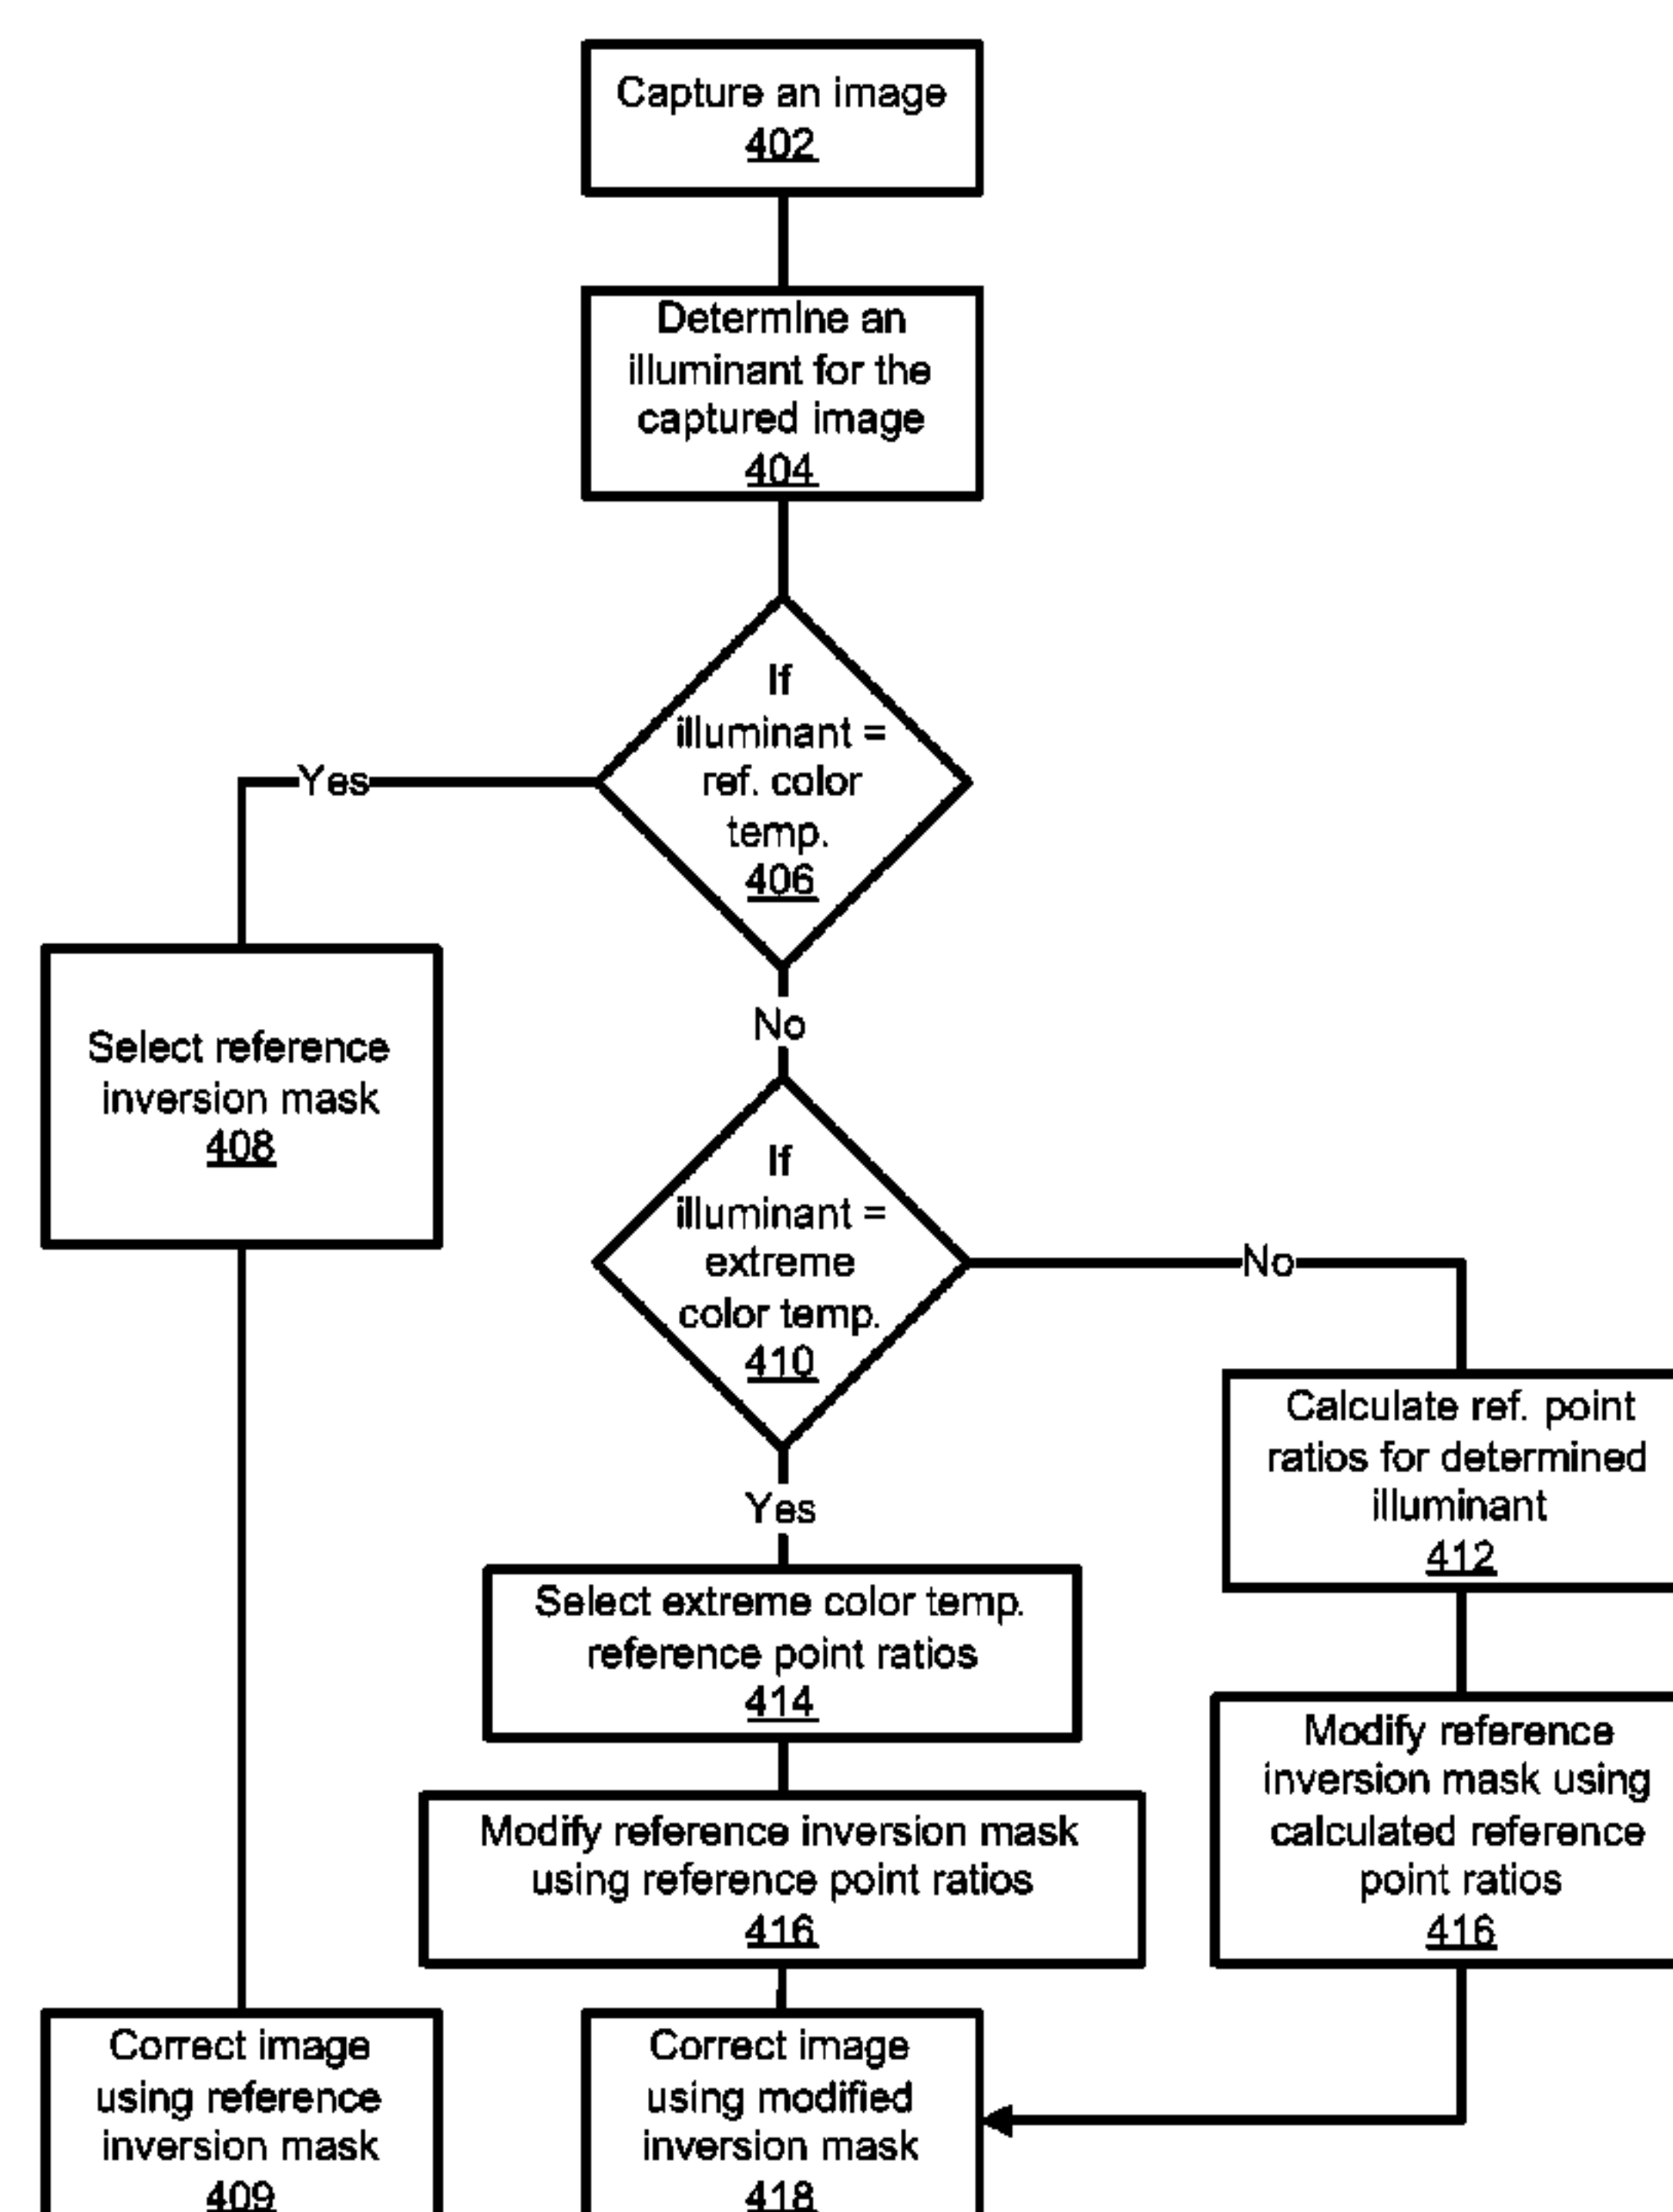 Capture an image
402
Determine an
illuminant for the
captured image
404
If
illuminant =
ref. color
temp.
406
Yes
No
Select reference
inversion mask
408
If
illuminant =
extreme
color temp.
410
No
Yes
Calculate ref. point
ratios for determined
illuminant
412
Select extreme color temp.
reference point ratios
414
Modify reference
inversion mask using
calculated reference
point ratios
416
Modify reference inversion mask
using reference point ratios
416
Correct image
using reference
inversion mask
409
Correct image
using modified
inversion mask
418